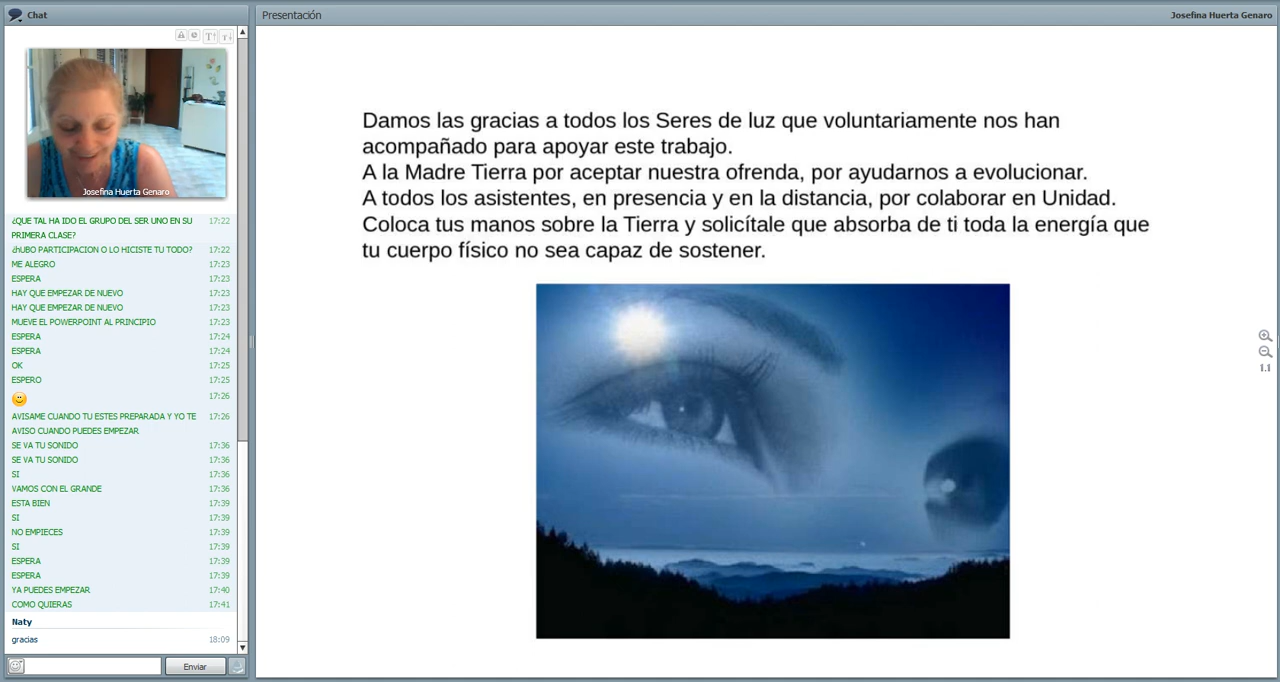 Chat
Josefina Huerta Genaro
¿QUE TAL HA IDO EL GRUPO DEL SER UNO EN SU 17:22
PRIMERA CLASE?
¿hUBO PARTICIPACION O LO HICISTE TU TODO? 17:22
ME ALEGRO 17:23
ESPERA 17:23
HAY QUE EMPEZAR DE NUEVO 17:23
HAY QUE EMPEZAR DE NUEVO 17:23
MUEVE EL POWERPOINT AL PRINCIPIO 17:23
ESPERA 17:24
ESPERA 17:24
OK 17:25
ESPERO 17:25
17:26
AVISAME CUANDO TU ESTES PREPARADA Y YO TE 17:26
AVISO CUANDO PUEDES EMPEZAR
SE VA TU SONIDO 17:36
SE VA TU SONIDO 17:36
SI 17:36
VAMOS CON EL GRANDE 17:36
ESTA BIEN 17:39
SI 17:39
NO EMPIECES 17:39
SI 17:39
ESPERA 17:39
ESPERA 17:39
YA PUEDES EMPEZAR 17:40
COMO QUIERAS 17:41
Naty
gracias 18:09
Enviar
Presentación
Josefina Huerta Genaro
Damos las gracias a todos los Seres de luz que voluntariamente nos han
acompañado para apoyar este trabajo.
A la Madre Tierra por aceptar nuestra ofrenda, por ayudarnos a evolucionar.
A todos los asistentes, en presencia y en la distancia, por colaborar en Unidad.
Coloca tus manos sobre la Tierra y solicítale que absorba de ti toda la energía que
tu cuerpo físico no sea capaz de sostener.
1.1